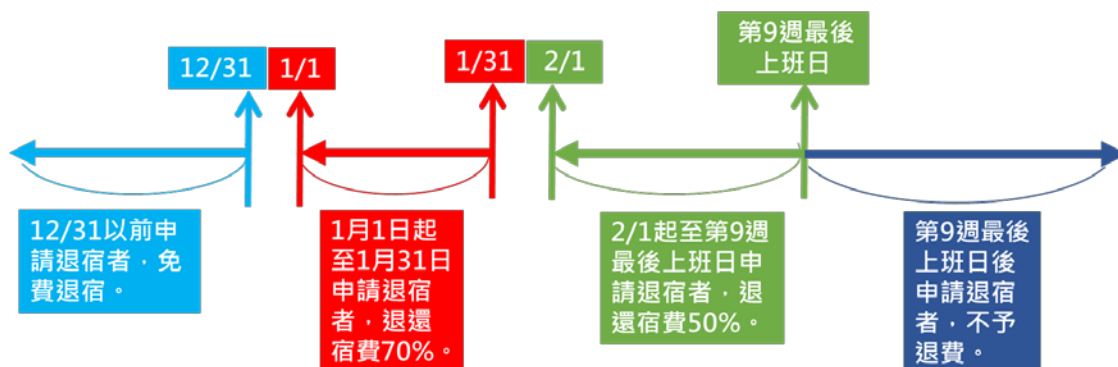 12/31
1/1
1/31
2/1
第9週最後
上班日
12/31以前申
請退宿者，免
費退宿。
1月1日起
至1月31日
申請退宿
者，退還
宿費70%。
2/1起至第9週
最後上班日申
請退宿者，退
還宿費50%。
第9週最後
上班日後
申請退宿
者，不予
退費。